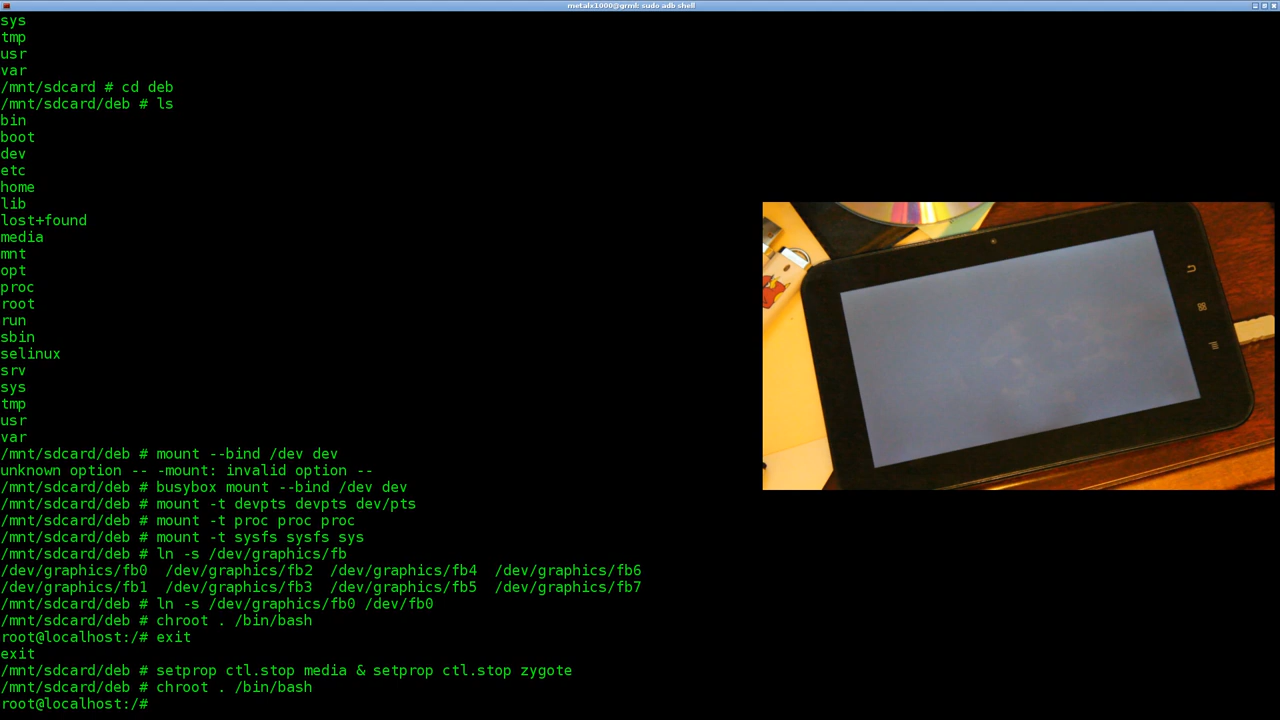 metalx1000@grml: sudo adb shell
sys
tmp
usr
var
/mnt/sdcard # cd deb
/mnt/sdcard/deb # ls
bin
boot
dev
etc
home
lib
lost+found
media
mnt
opt
proc
root
run
sbin
selinux
srv
sys
tmp
usr
var
/mnt/sdcard/deb # mount --bind /dev dev
unknown option -- -mount: invalid option --
/mnt/sdcard/deb # busybox mount --bind /dev dev
/mnt/sdcard/deb # mount -t devpts devpts dev/pts
/mnt/sdcard/deb # mount -t proc proc proc
/mnt/sdcard/deb # mount -t sysfs sysfs sys
/mnt/sdcard/deb # ln -s /dev/graphics/fb
/dev/graphics/fb0  /dev/graphics/fb2  /dev/graphics/fb4  /dev/graphics/fb6
/dev/graphics/fb1  /dev/graphics/fb3  /dev/graphics/fb5  /dev/graphics/fb7
/mnt/sdcard/deb # ln -s /dev/graphics/fb0 /dev/fb0
/mnt/sdcard/deb # chroot . /bin/bash
root@localhost:/# exit
exit
/mnt/sdcard/deb # setprop ctl.stop media & setprop ctl.stop zygote
/mnt/sdcard/deb # chroot . /bin/bash
root@localhost:/#